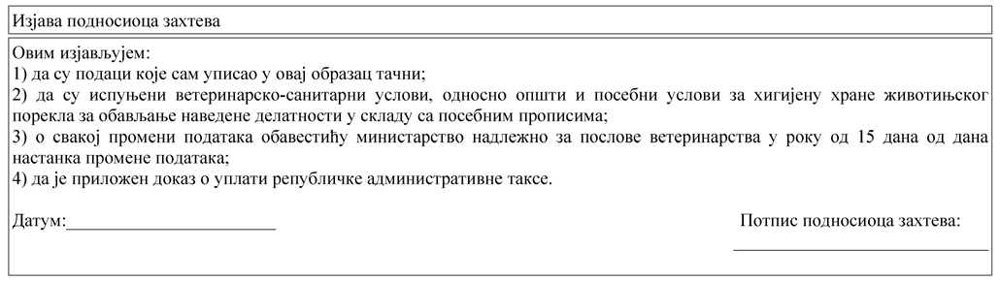 Изјава подносиоца захтева
Овим изјављујем:
1) да су подаци које сам уписао у овај образац тачни;
2) да су испуњени ветеринарско-санитарни услови, односно општи и посебни услови за хигијену хране животињског
порекла за обављање наведене делатности у складу са посебним прописима;
3) о свакој промени података обавестићу министарство надлежно за послове ветеринарства у року од 15 дана од дана
настанка промене података;
4) да је приложен доказ о уплати републичке административне таксе.
Датум:_______________________ Потпис подносиоца захтева:
____________________________